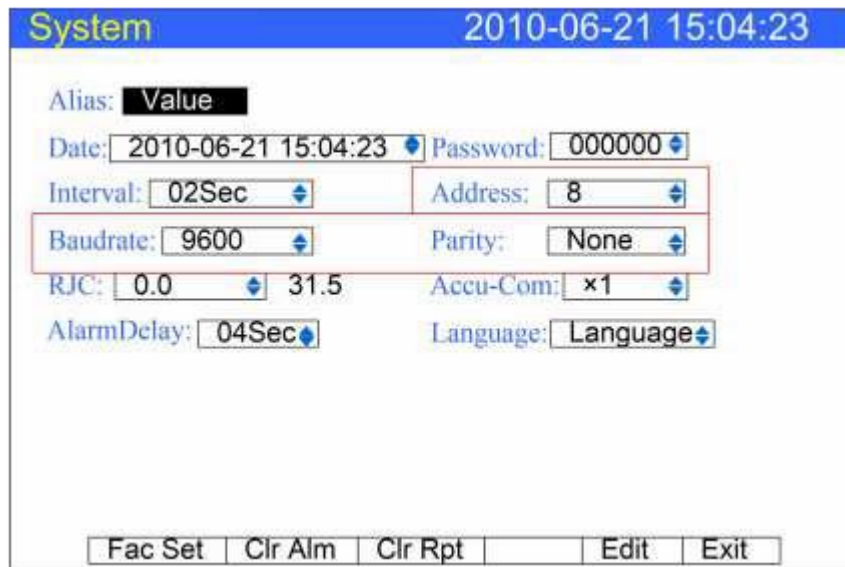 System 2010-06-21 15:04:23
Alias: Value
Date: 2010-06-21 15:04:23 Password: 000000
Interval: 02Sec Address: 8
Baudrate: 9600 Parity: None
RJC: 0.0 31.5 Accu-Com: ×1
AlarmDelay: 04Sec Language: Language
Fac Set Clr Alm Clr Rpt Edit Exit